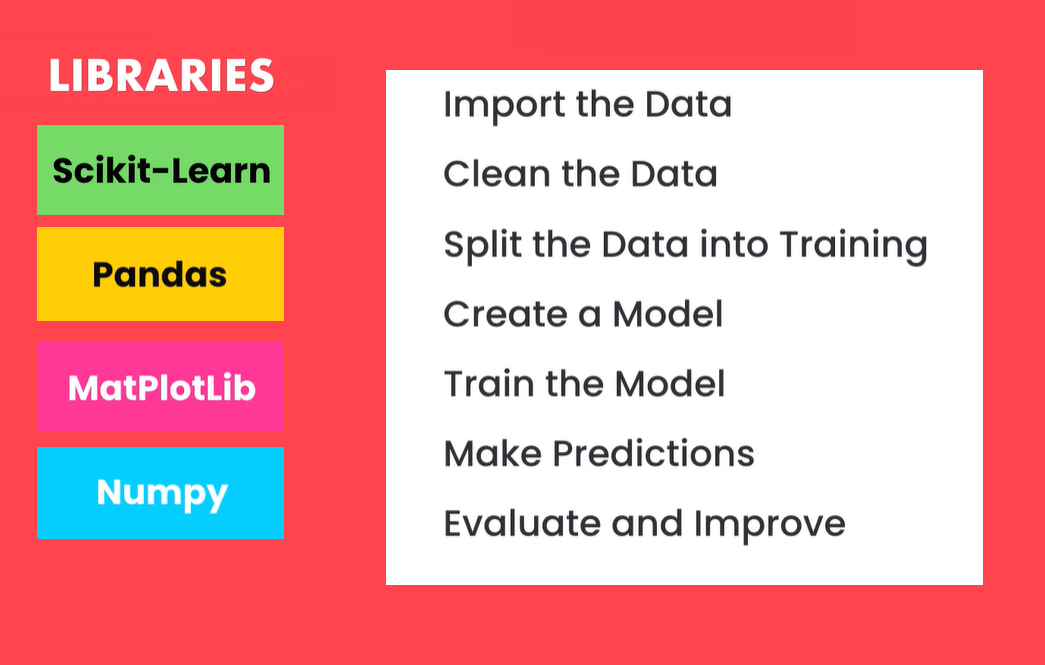 LIBRARIES
Scikit-Learn
Pandas
MatPlotLib
Numpy
Import the Data
Clean the Data
Split the Data into Training
Create a Model
Train the Model
Make Predictions
Evaluate and Improve